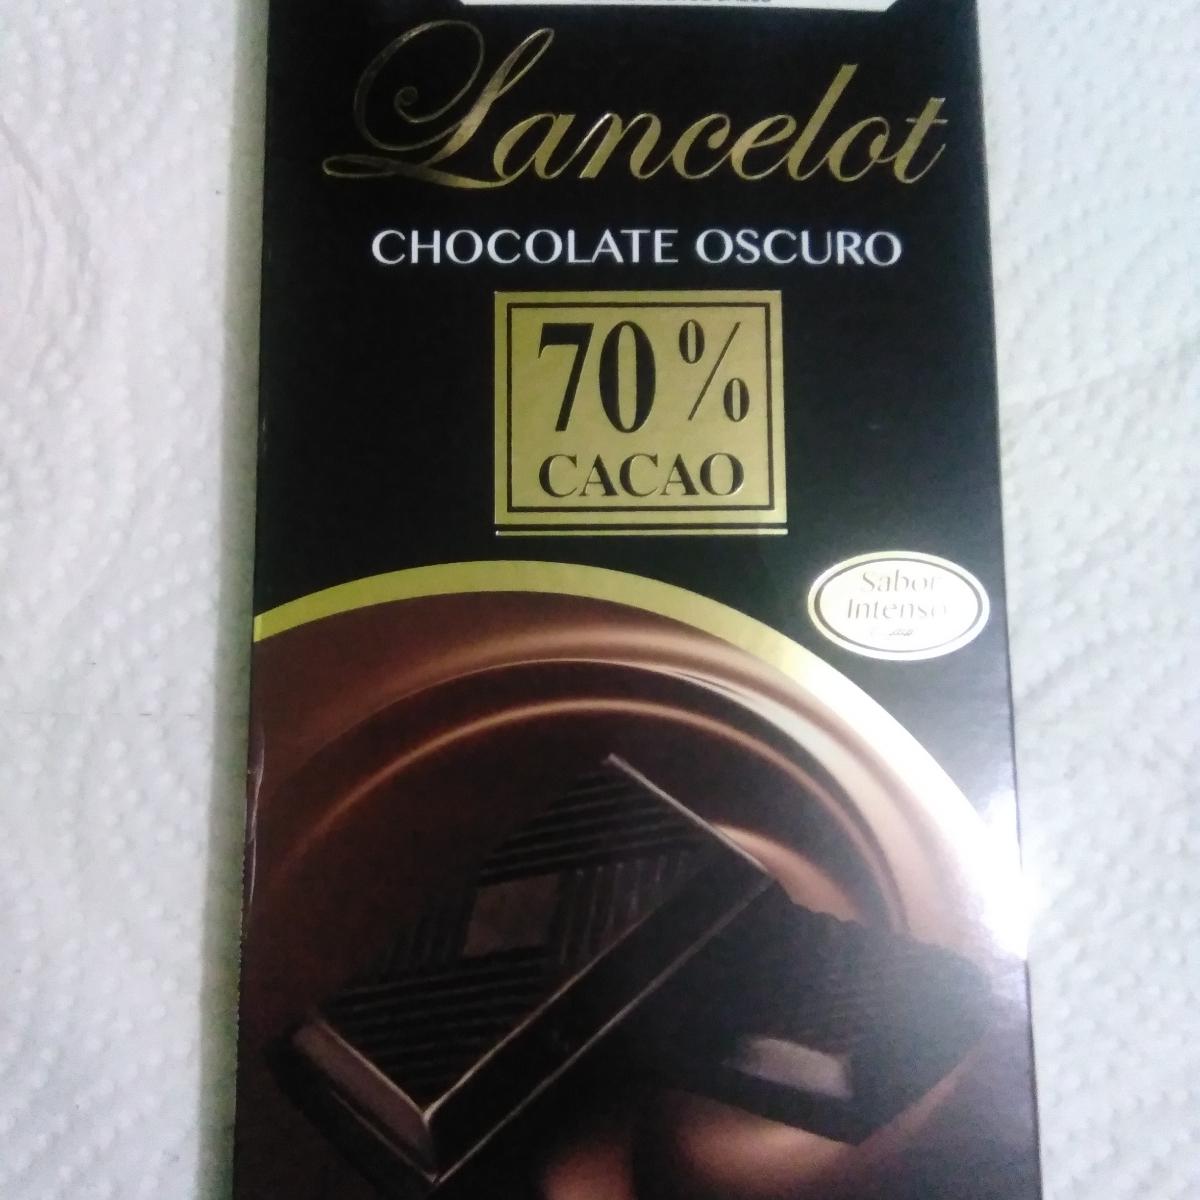 Lancelot
CHOCOLATE OSCURO
70%
CACAO
Sabor
Intenso